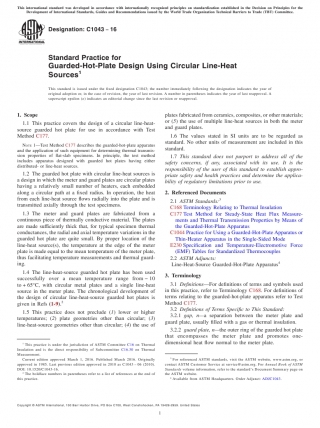 This international standard was developed in accordance with internationally recognized principles on standardization established in the Decision on Principles for the
Development of International Standards, Guides and Recommendations issued by the World Trade Organization Technical Barriers to Trade (TBT) Committee.
Designation: C1043 − 16
Standard Practice for
Guarded-Hot-Plate Design Using Circular Line-Heat
Sources1
This standard is issued under the fixed designation C1043; the number immediately following the designation indicates the year of
original adoption or, in the case of revision, the year of last revision. A number in parentheses indicates the year of last reapproval. A
superscript epsilon (ε) indicates an editorial change since the last revision or reapproval.
1. Scope
1.1 This practice covers the design of a circular line-heat-
source guarded hot plate for use in accordance with Test
Method C177.
NOTE 1—Test Method C177 describes the guarded-hot-plate apparatus
and the application of such equipment for determining thermal transmis-
sion properties of flat-slab specimens. In principle, the test method
includes apparatus designed with guarded hot plates having either
distributed- or line-heat sources.
1.2 The guarded hot plate with circular line-heat sources is
a design in which the meter and guard plates are circular plates
having a relatively small number of heaters, each embedded
along a circular path at a fixed radius. In operation, the heat
from each line-heat source flows radially into the plate and is
transmitted axially through the test specimens.
1.3 The meter and guard plates are fabricated from a
continuous piece of thermally conductive material. The plates
are made sufficiently thick that, for typical specimen thermal
conductances, the radial and axial temperature variations in the
guarded hot plate are quite small. By proper location of the
line-heat source(s), the temperature at the edge of the meter
plate is made equal to the mean temperature of the meter plate,
thus facilitating temperature measurements and thermal guard-
ing.
1.4 The line-heat-source guarded hot plate has been used
successfully over a mean temperature range from − 10
to + 65°C, with circular metal plates and a single line-heat
source in the meter plate. The chronological development of
the design of circular line-heat-source guarded hot plates is
given in Refs (1-9).2
1.5 This practice does not preclude (1) lower or higher
temperatures; (2) plate geometries other than circular; (3)
line-heat-source geometries other than circular; (4) the use of
1 This practice is under the jurisdiction of ASTM Committee C16 on Thermal
Insulation and is the direct responsibility of Subcommittee C16.30 on Thermal
Measurement.
Current edition approved March 1, 2016. Published March 2016. Originally
approved in 1985. Last previous edition approved in 2010 as C1043 – 06 (2010).
DOI: 10.1520/C1043-16.
2 The boldface numbers in parentheses refer to a list of references at the end of
this practice.
plates fabricated from ceramics, composites, or other materials;
or (5) the use of multiple line-heat sources in both the meter
and guard plates.
1.6 The values stated in SI units are to be regarded as
standard. No other units of measurement are included in this
standard.
1.7 This standard does not purport to address all of the
safety concerns, if any, associated with its use. It is the
responsibility of the user of this standard to establish appro-
priate safety and health practices and determine the applica-
bility of regulatory limitations prior to use.
2. Referenced Documents
2.1 ASTM Standards:3
C168 Terminology Relating to Thermal Insulation
C177 Test Method for Steady-State Heat Flux Measure-
ments and Thermal Transmission Properties by Means of
the Guarded-Hot-Plate Apparatus
C1044 Practice for Using a Guarded-Hot-Plate Apparatus or
Thin-Heater Apparatus in the Single-Sided Mode
E230 Specification and Temperature-Electromotive Force
(EMF) Tables for Standardized Thermocouples
2.2 ASTM Adjuncts:
Line-Heat-Source Guarded-Hot-Plate Apparatus4
3. Terminology
3.1 Definitions—For definitions of terms and symbols used
in this practice, refer to Terminology C168. For definitions of
terms relating to the guarded-hot-plate apparatus refer to Test
Method C177.
3.2 Definitions of Terms Specific to This Standard:
3.2.1 gap, n—a separation between the meter plate and
guard plate, usually filled with a gas or thermal insulation.
3.2.2 guard plate, n—the outer ring of the guarded hot plate
that encompasses the meter plate and promotes one-
dimensional heat flow normal to the meter plate.
3 For referenced ASTM standards, visit the ASTM website, www.astm.org, or
contact ASTM Customer Service at service@astm.org. For Annual Book of ASTM
Standards volume information, refer to the standard's Document Summary page on
the ASTM website.
4 Available from ASTM Headquarters, Order Adjunct: ADJC1043.
Copyright © ASTM International, 100 Barr Harbor Drive, PO Box C700, West Conshohocken, PA 19428-2959. United States
1